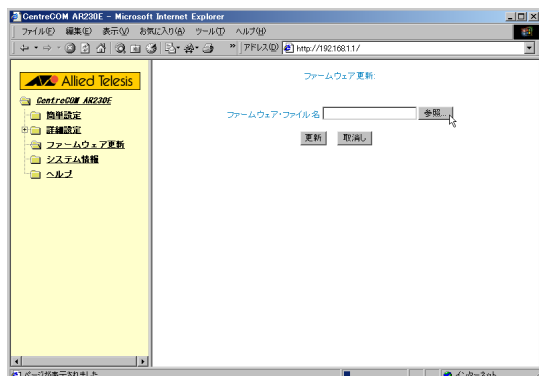 CentreCOM AR230E - Microsoft Internet Explorer
ファイル(F) 編集(E) 表示(V) お気に入り(A) ツール(T) ヘルプ(H)
アドレス(D) http://192.168.1.1/
Allied Telesis
CentreCOM AR230E
簡単設定
詳細設定
ファームウェア更新
システム情報
ヘルプ
ファームウェア更新:
ファームウェア・ファイル名 参照...
更新 取消し
ページが表示されました
インターネット